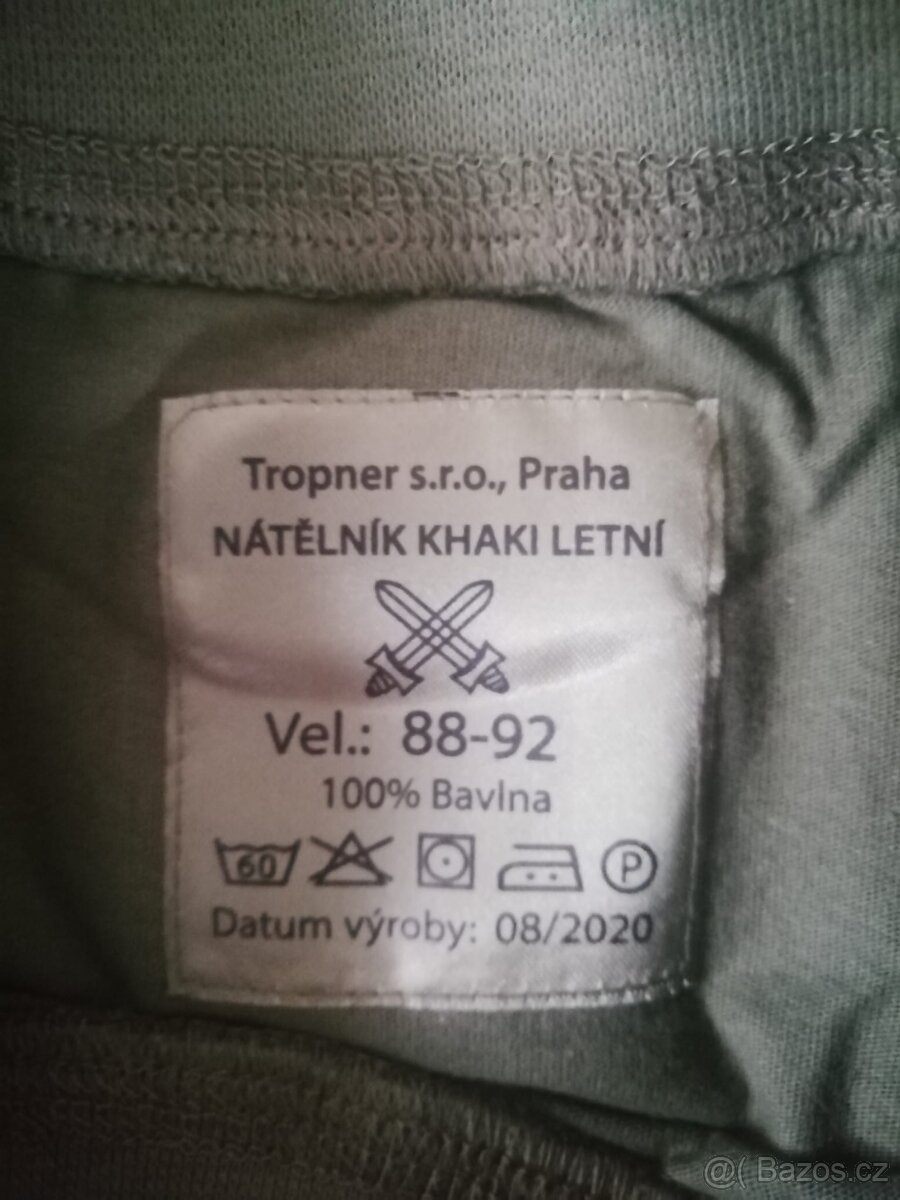 Tropner s.r.o., Praha
NÁTĚLNÍK KHAKI LETNÍ
Vel.: 88-92
100% Bavlna
60 P
Datum výroby: 08/2020
@( Bazos.cz